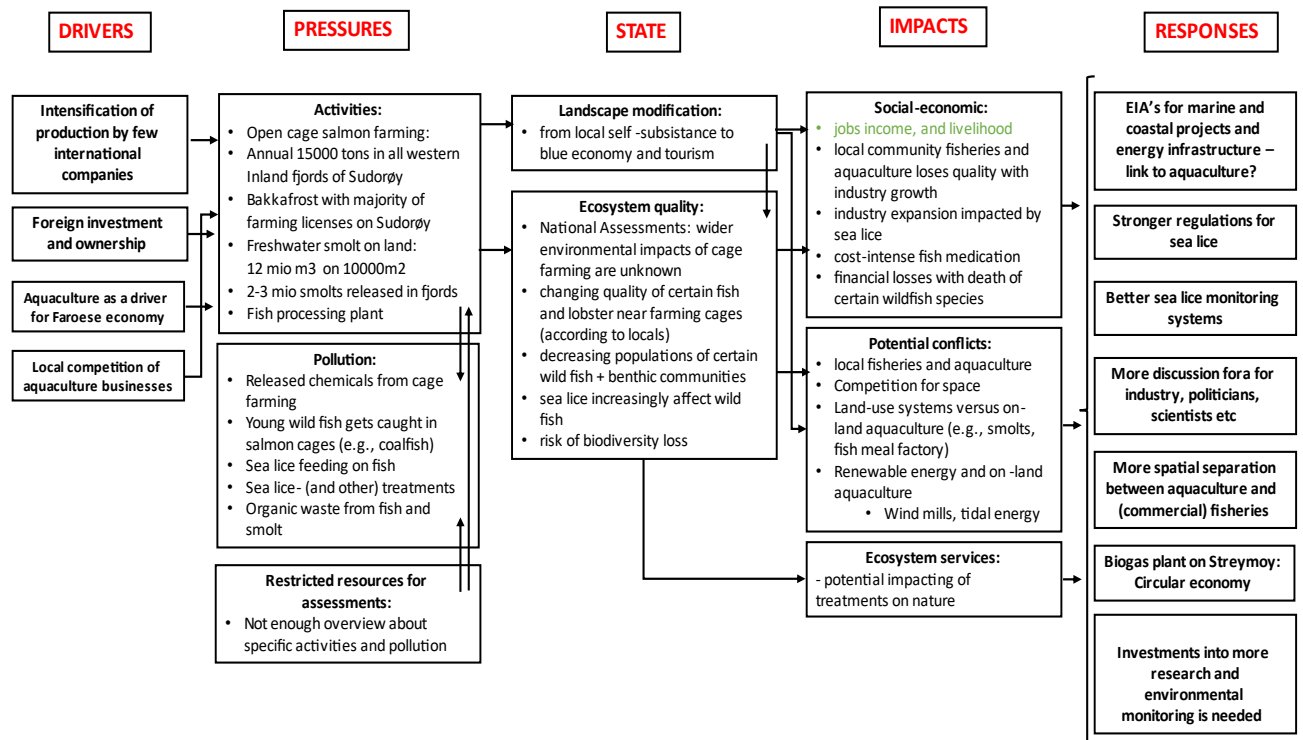 DRIVERS
PRESSURES
STATE
IMPACTS
RESPONSES
Intensification of
production by few
international
companies
Foreign investment
and ownership
Aquaculture as a driver
for Faroese economy
Local competition of
aquaculture businesses
Activities:
• Open cage salmon farming:
• Annual 15000 tons in all western
Inland fjords of Sudorøy
• Bakkafrost with majority of
farming licenses on Sudorøy
• Freshwater smolt on land:
12 mio m3 on 10000m2
• 2-3 mio smolts released in fjords
• Fish processing plant
Pollution:
• Released chemicals from cage
farming
• Young wild fish gets caught in
salmon cages (e.g., coalfish)
• Sea lice feeding on fish
• Sea lice- (and other) treatments
• Organic waste from fish and
smolt
Restricted resources for
assessments:
• Not enough overview about
specific activities and pollution
Landscape modification:
• from local self -subsistance to
blue economy and tourism
Ecosystem quality:
• National Assessments: wider
environmental impacts of cage
farming are unknown
• changing quality of certain fish
and lobster near farming cages
(according to locals)
• decreasing populations of certain
wild fish + benthic communities
• sea lice increasingly affect wild
fish
• risk of biodiversity loss
Social-economic:
• jobs income, and livelihood
• local community fisheries and
aquaculture loses quality with
industry growth
• industry expansion impacted by
sea lice
• cost-intense fish medication
• financial losses with death of
certain wildfish species
Potential conflicts:
• local fisheries and aquaculture
• Competition for space
• Land-use systems versus on-
land aquaculture (e.g., smolts,
fish meal factory)
• Renewable energy and on -land
aquaculture
• Wind mills, tidal energy
Ecosystem services:
- potential impacting of
treatments on nature
EIA's for marine and
coastal projects and
energy infrastructure –
link to aquaculture?
Stronger regulations for
sea lice
Better sea lice monitoring
systems
More discussion fora for
industry, politicians,
scientists etc
More spatial separation
between aquaculture and
(commercial) fisheries
Biogas plant on Streymoy:
Circular economy
Investments into more
research and
environmental
monitoring is needed